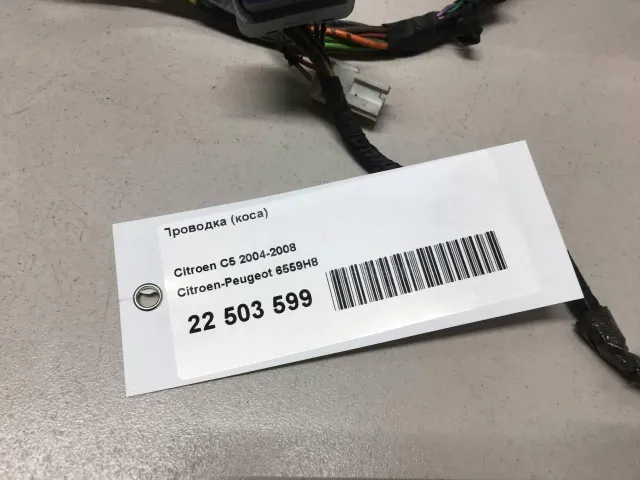 Проводка (коса)
Citroen C5 2004-2008
Citroen-Peugeot 6559H8
22 503 599